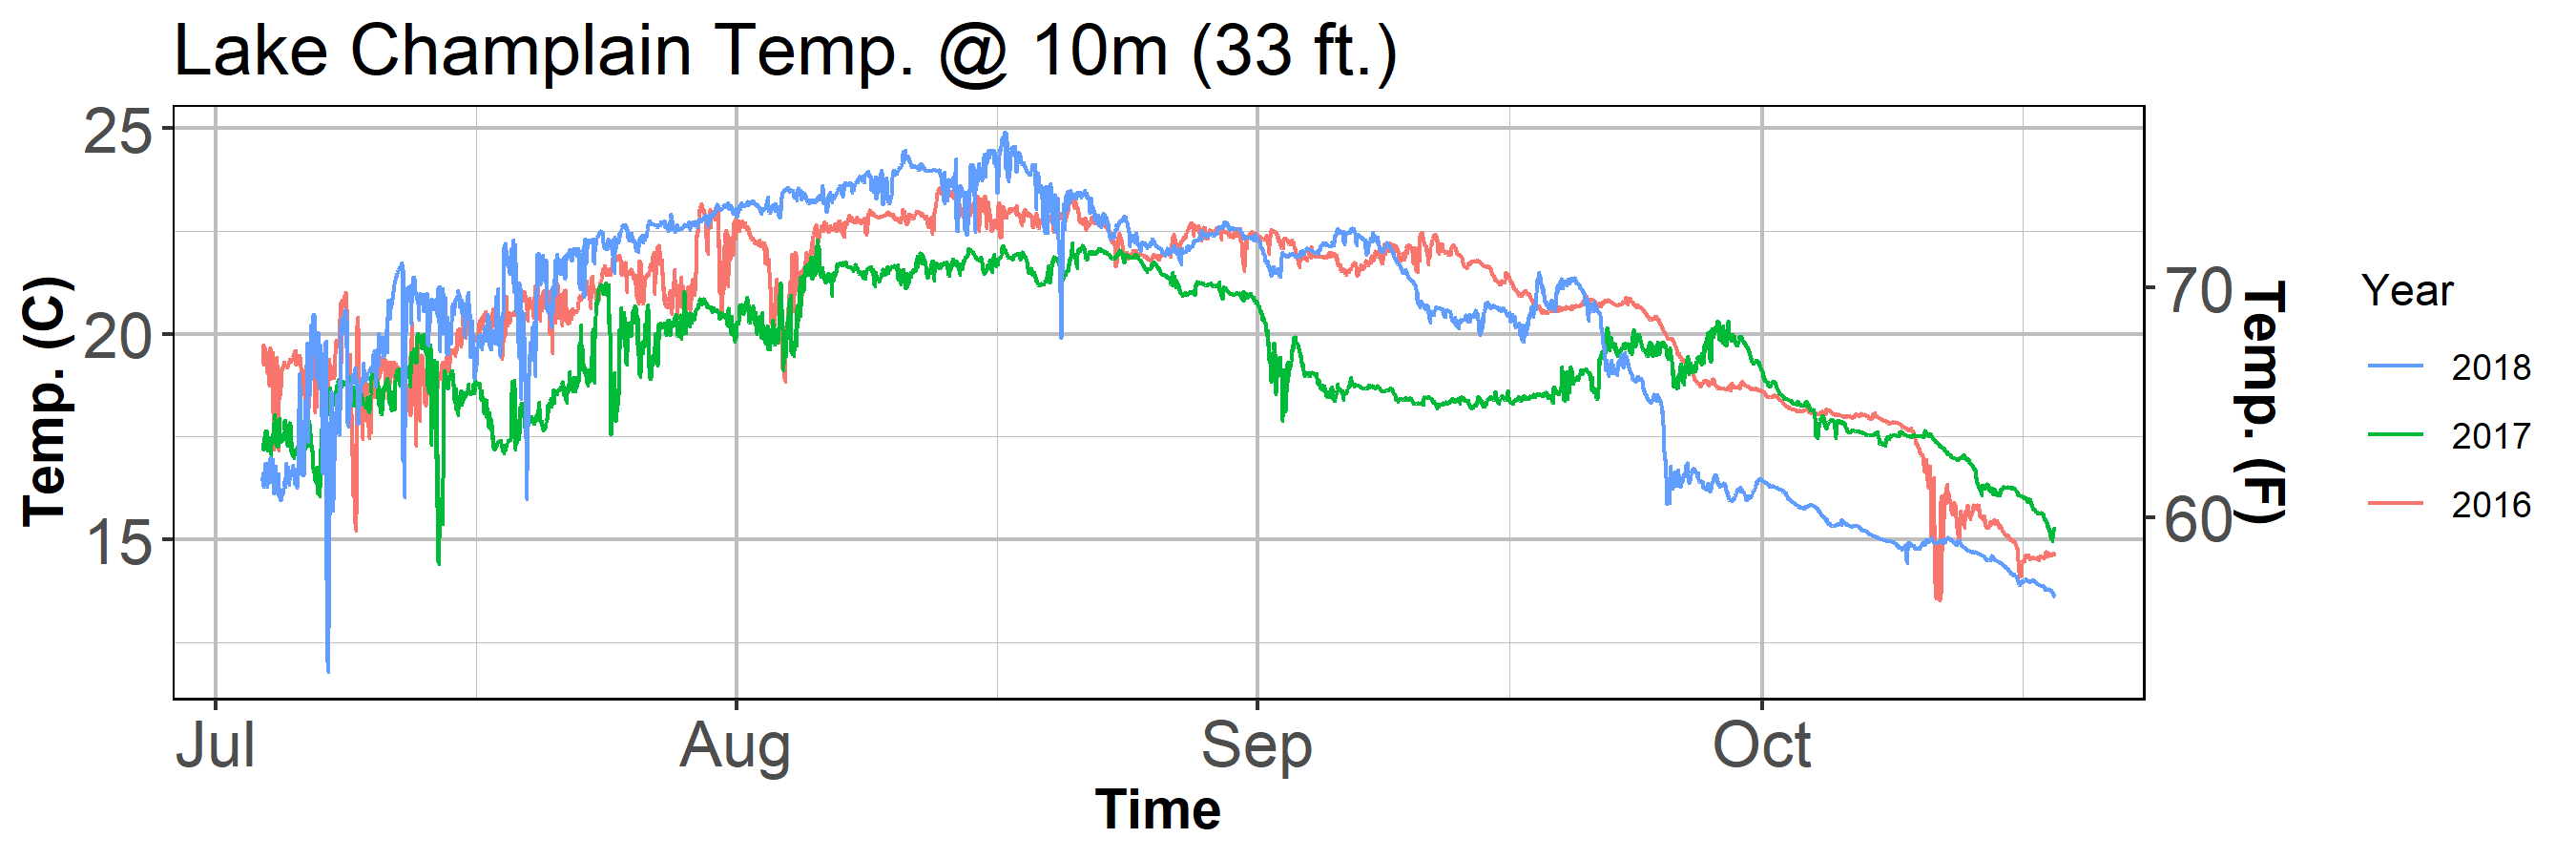 Lake Champlain Temp. @ 10m (33 ft.)
Temp. (C)
25
20
15
Jul
Aug
Sep
Oct
Time
70
60
Temp. (F)
Year
2018
2017
2016